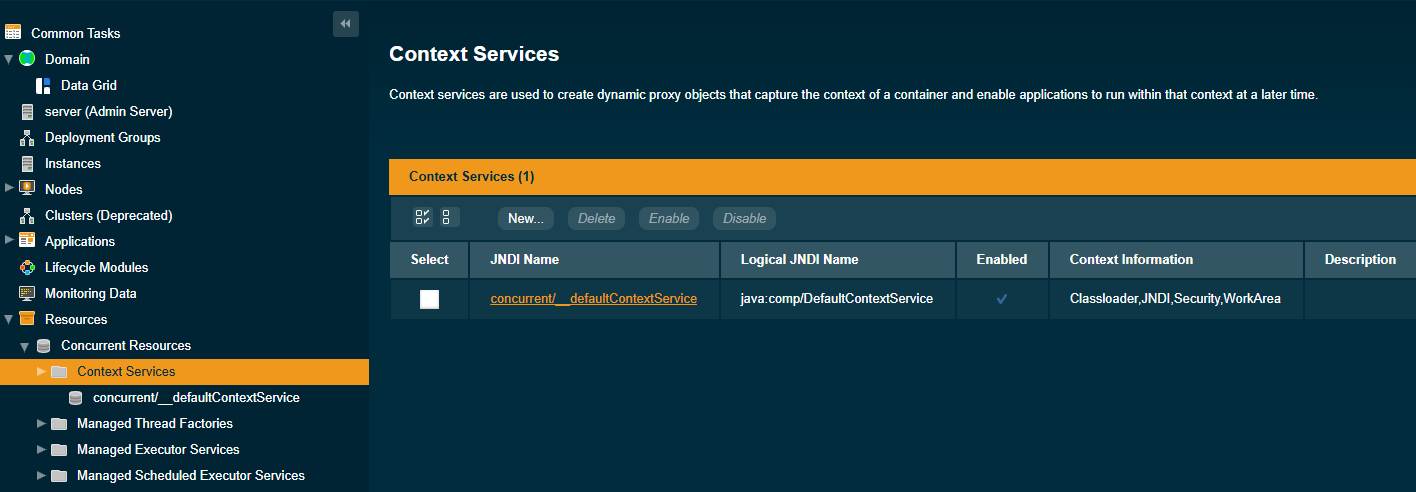 Common Tasks
Domain
Data Grid
server (Admin Server)
Deployment Groups
Instances
Nodes
Clusters (Deprecated)
Applications
Lifecycle Modules
Monitoring Data
Resources
Concurrent Resources
Context Services
concurrent/__defaultContextService
Managed Thread Factories
Managed Executor Services
Managed Scheduled Executor Services
Context Services
Context services are used to create dynamic proxy objects that capture the context of a container and enable applications to run within that context at a later time.
Context Services (1)
New... Delete Enable Disable
Select JNDI Name Logical JNDI Name Enabled Context Information Description
concurrent/__defaultContextService java:comp/DefaultContextService Classloader,JNDI,Security,WorkArea